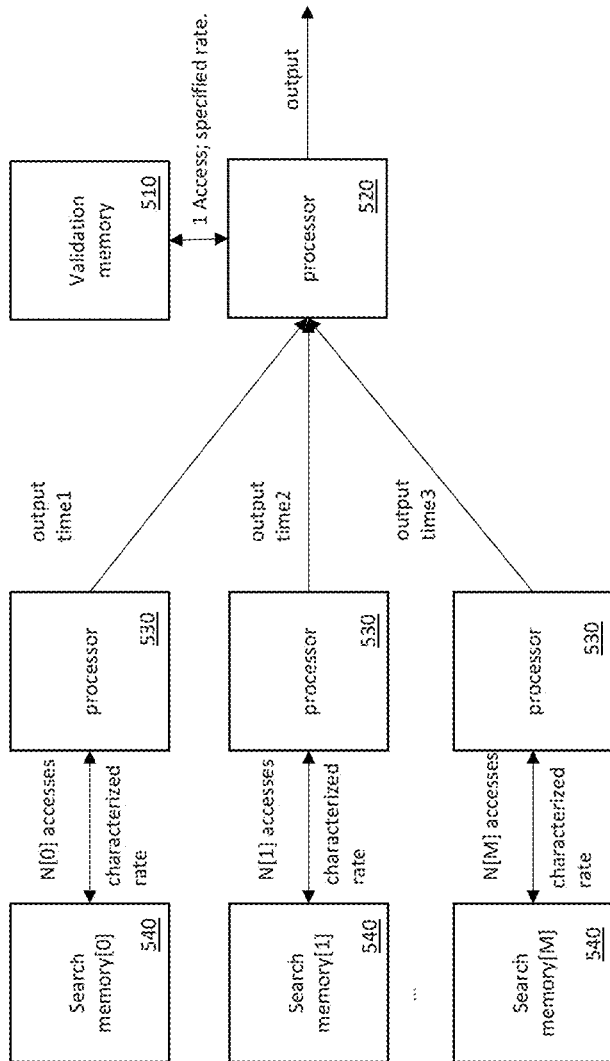 Search
memory[0]
540
N[0] accesses
characterized
rate
processor
530
output
time1
Search
memory[1]
540
N[1] accesses
characterized
rate
processor
530
output
time2
...
Search
memory[M]
540
N[M] accesses
characterized
rate
processor
530
output
time3
Validation
memory
510
1 Access; specified rate.
processor
520
output